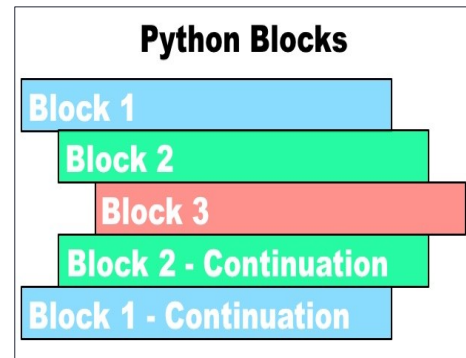 Python Blocks
Block 1
Block 2
Block 3
Block 2 - Continuation
Block 1 - Continuation